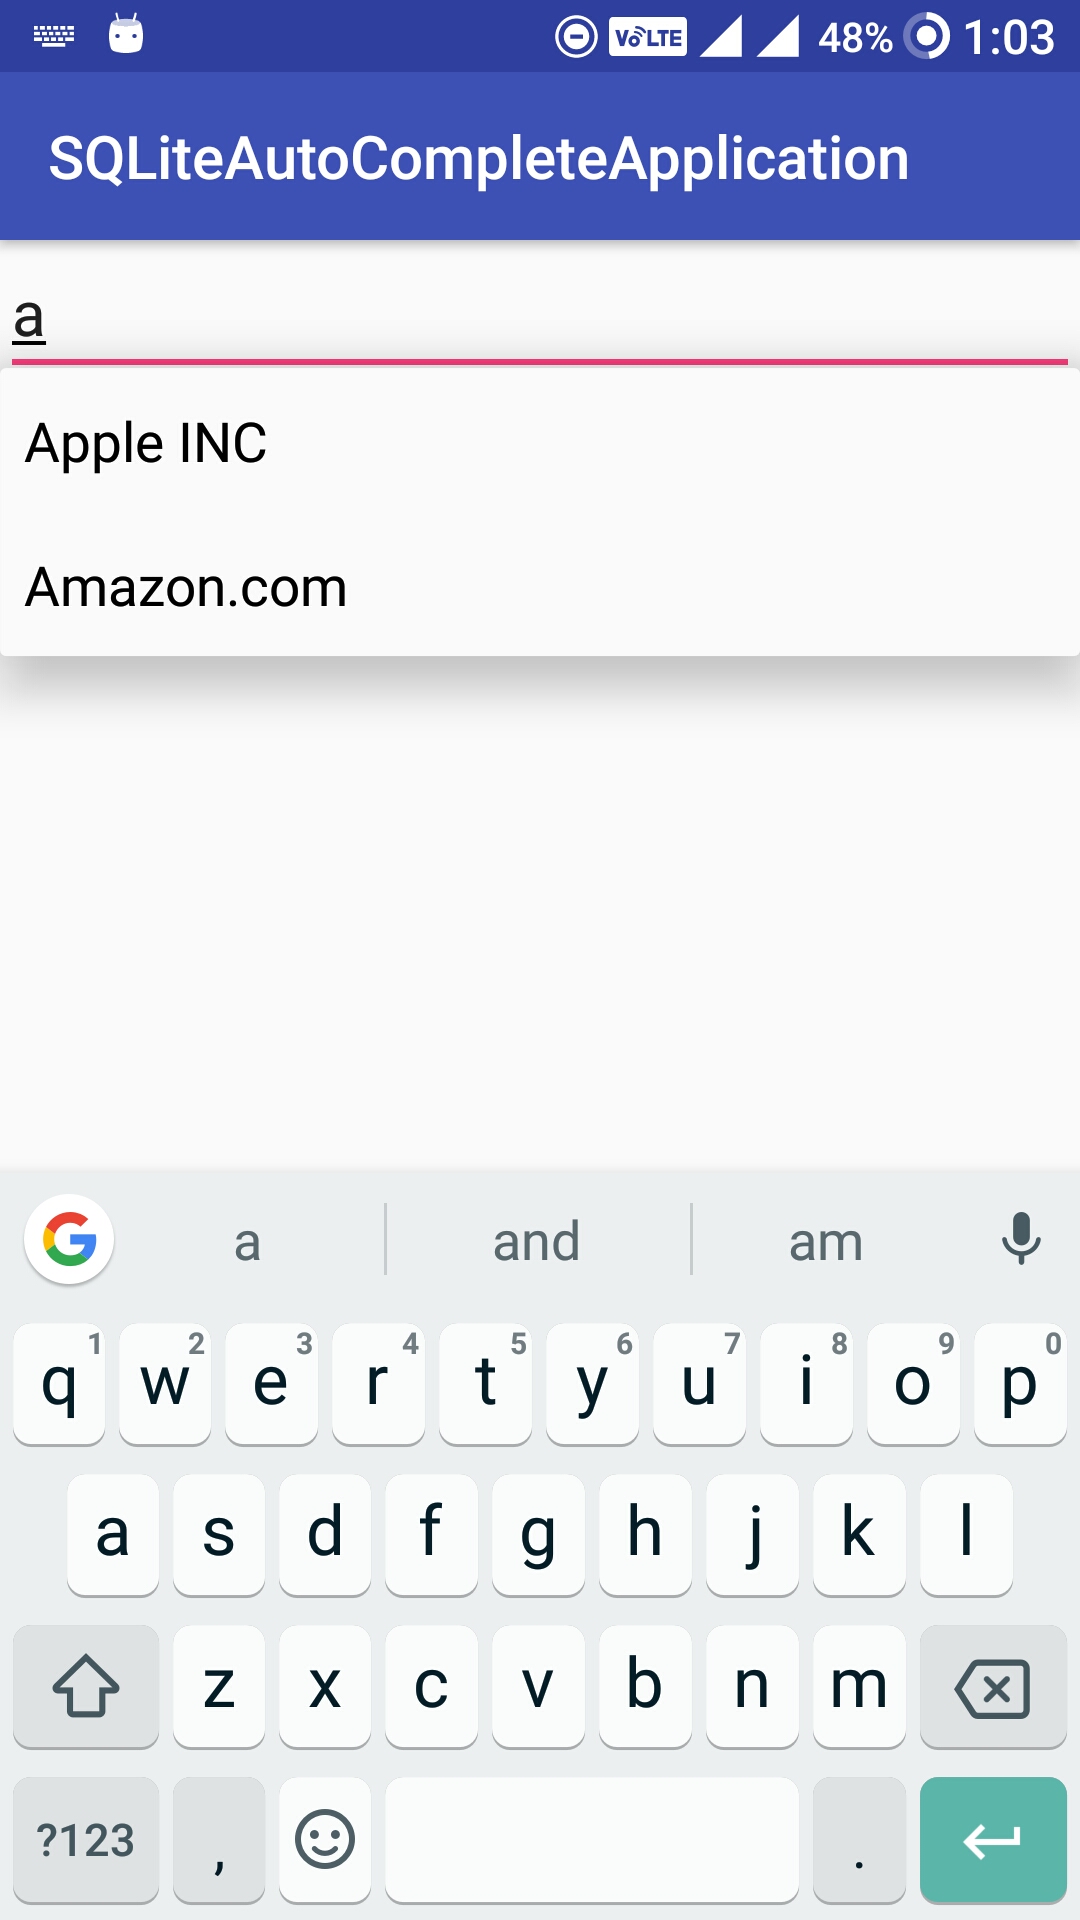 VoLTE 48% 1:03
SQLiteAutoCompleteApplication
a
Apple INC
Amazon.com
G a and am
q 1 w 2 e 3 r 4 t 5 y 6 u 7 i 8 o 9 p 0
a s d f g h j k l
z x c v b n m
?123 , .